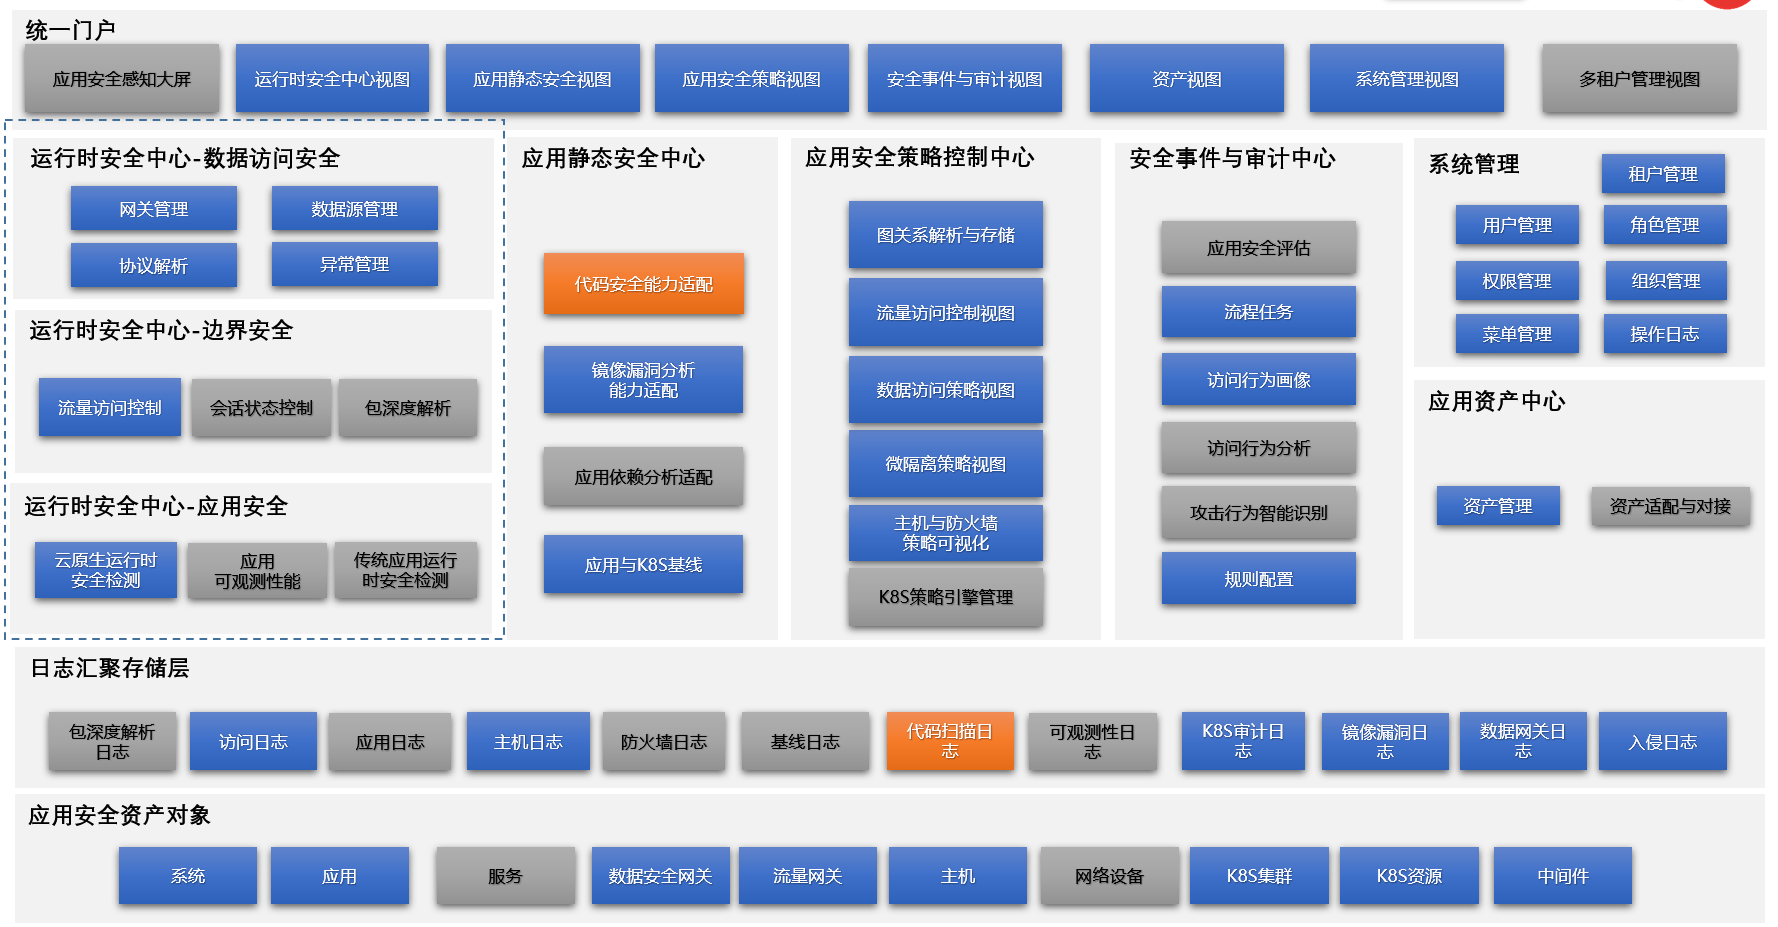 统一门户
应用安全感知大屏
运行时安全中心视图
应用静态安全视图
应用安全策略视图
安全事件与审计视图
资产视图
系统管理视图
多租户管理视图
运行时安全中心-数据访问安全
网关管理
数据源管理
协议解析
异常管理
运行时安全中心-边界安全
流量访问控制
会话状态控制
包深度解析
运行时安全中心-应用安全
云原生运行时
安全检测
应用
可观测性能
传统应用运行
时安全检测
应用静态安全中心
代码安全能力适配
镜像漏洞分析
能力适配
应用依赖分析适配
应用与K8S基线
应用安全策略控制中心
图关系解析与存储
流量访问控制视图
数据访问策略视图
微隔离策略视图
主机与防火墙
策略可视化
K8S策略引擎管理
安全事件与审计中心
应用安全评估
流程任务
访问行为画像
访问行为分析
攻击行为智能识别
规则配置
系统管理
租户管理
用户管理
角色管理
权限管理
组织管理
菜单管理
操作日志
应用资产中心
资产管理
资产适配与对接
日志汇聚存储层
包深度解析
日志
访问日志
应用日志
主机日志
防火墙日志
基线日志
代码扫描日
志
可观测性日
志
K8S审计日
志
镜像漏洞日
志
数据网关日
志
入侵日志
应用安全资产对象
系统
应用
服务
数据安全网关
流量网关
主机
网络设备
K8S集群
K8S资源
中间件